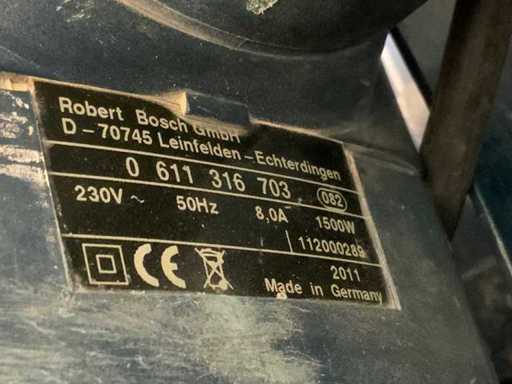 Robert Bosch GmbH
D-70745 Leinfelden-Echterdingen
0 611 316 703 082
230V ~ 50Hz 8,0A 1500W
112000289
2011
CE
Made in Germany